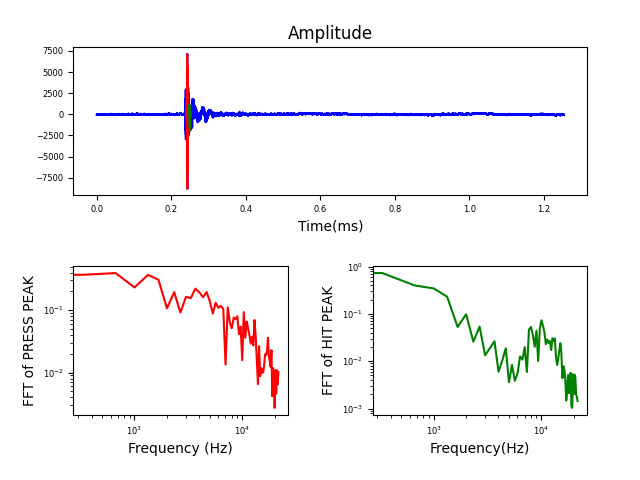 Amplitude
7500
5000
2500
0
−2500
−5000
−7500
0.0 0.2 0.4 0.6 0.8 1.0 1.2
Time(ms)
FFT of PRESS PEAK
10⁻¹
10⁻²
10³ 10⁴
Frequency (Hz)
FFT of HIT PEAK
10⁰
10⁻¹
10⁻²
10⁻³
10³ 10⁴
Frequency(Hz)